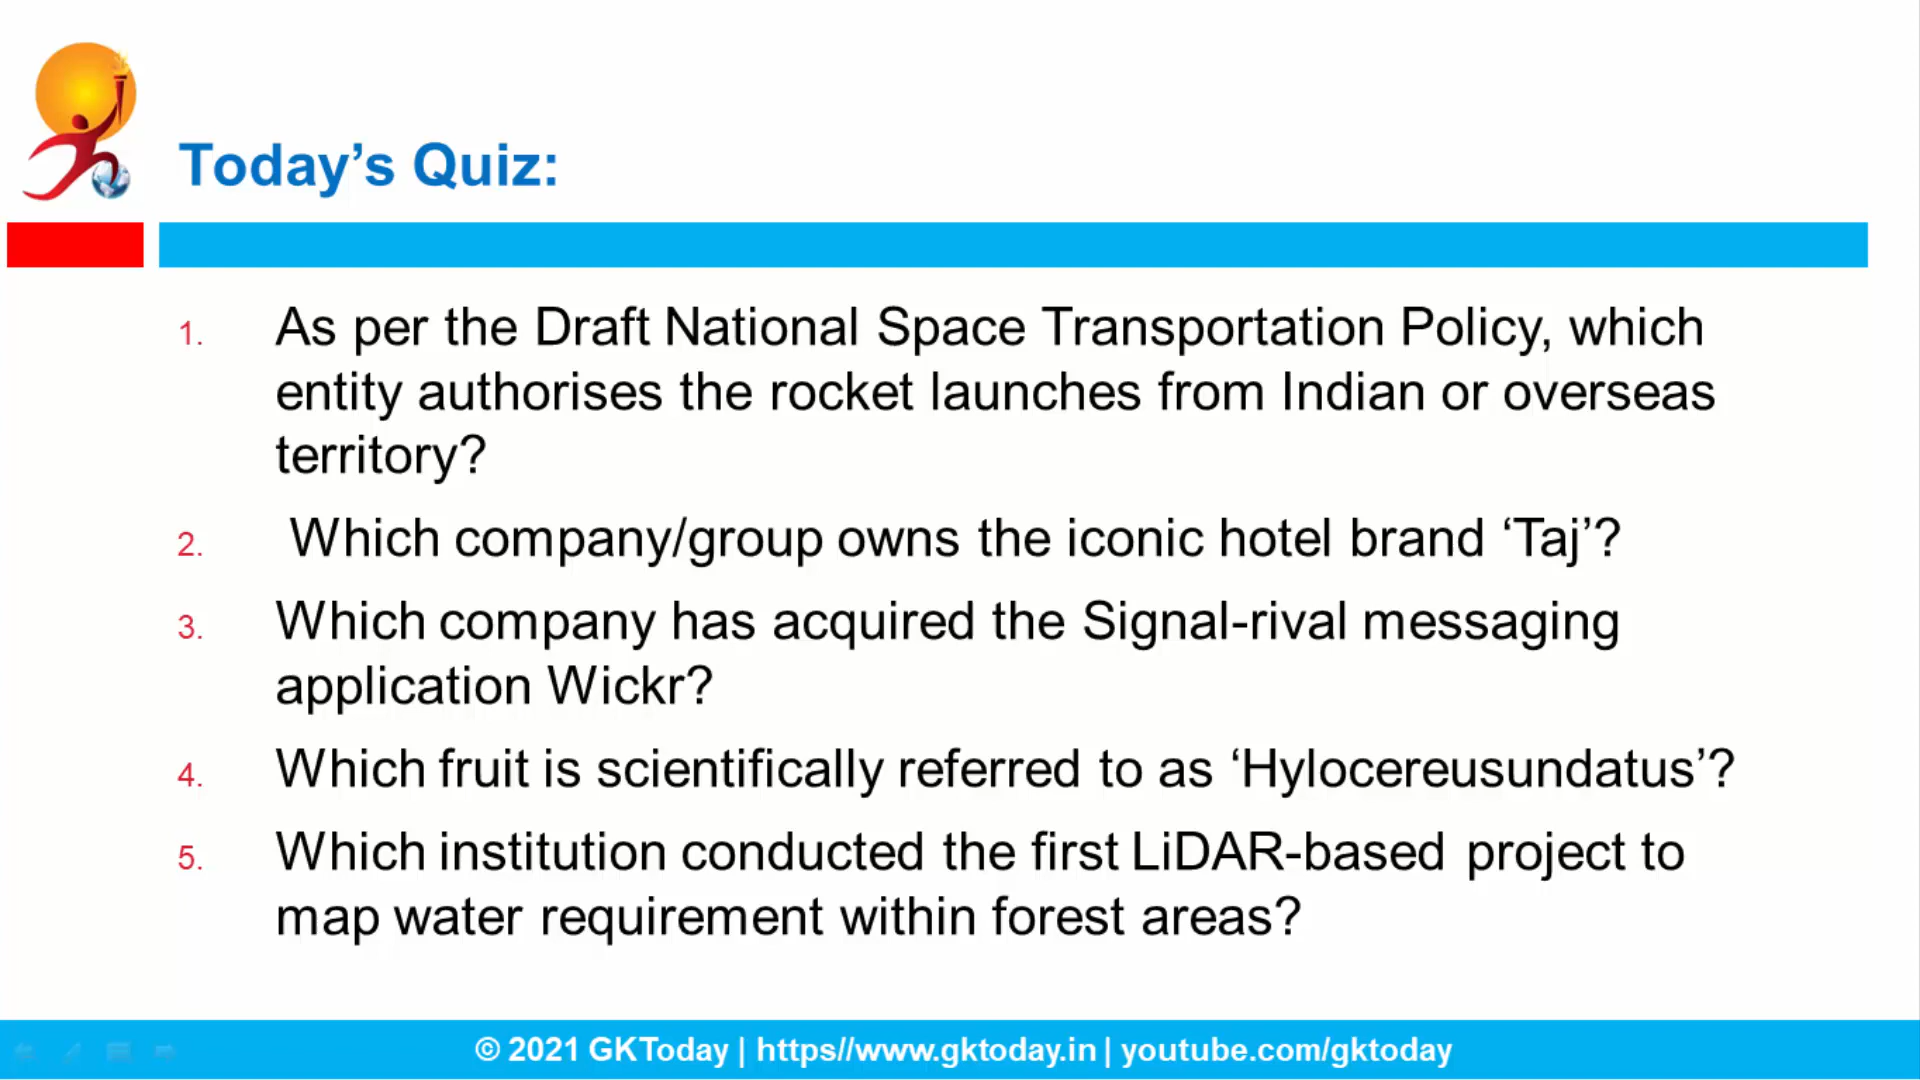 Today’s Quiz:
1. As per the Draft National Space Transportation Policy, which
entity authorises the rocket launches from Indian or overseas
territory?
2. Which company/group owns the iconic hotel brand ‘Taj’?
3. Which company has acquired the Signal-rival messaging
application Wickr?
4. Which fruit is scientifically referred to as ‘Hylocereusundatus’?
5. Which institution conducted the first LiDAR-based project to
map water requirement within forest areas?
© 2021 GKToday | https//www.gktoday.in | youtube.com/gktoday